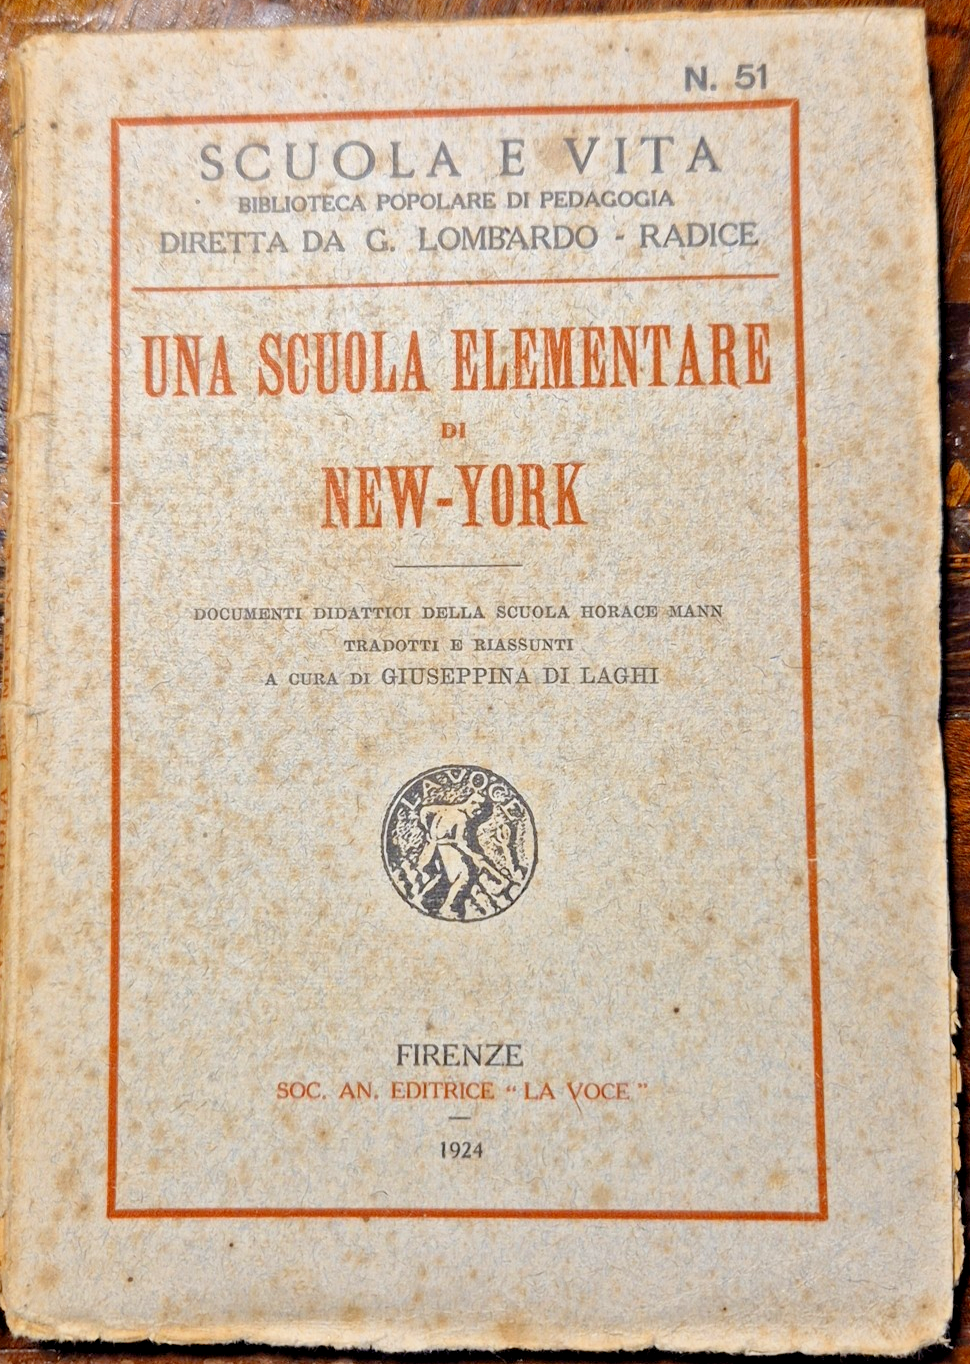 N. 51
SCUOLA E VITA
BIBLIOTECA POPOLARE DI PEDAGOGIA
DIRETTA DA G. LOMBARDO - RADICE
UNA SCUOLA ELEMENTARE
DI
NEW-YORK
DOCUMENTI DIDATTICI DELLA SCUOLA HORACE MANN
TRADOTTI E RIASSUNTI
A CURA DI GIUSEPPINA DI LAGHI
LA VOCE
FIRENZE
SOC. AN. EDITRICE “LA VOCE”
1924